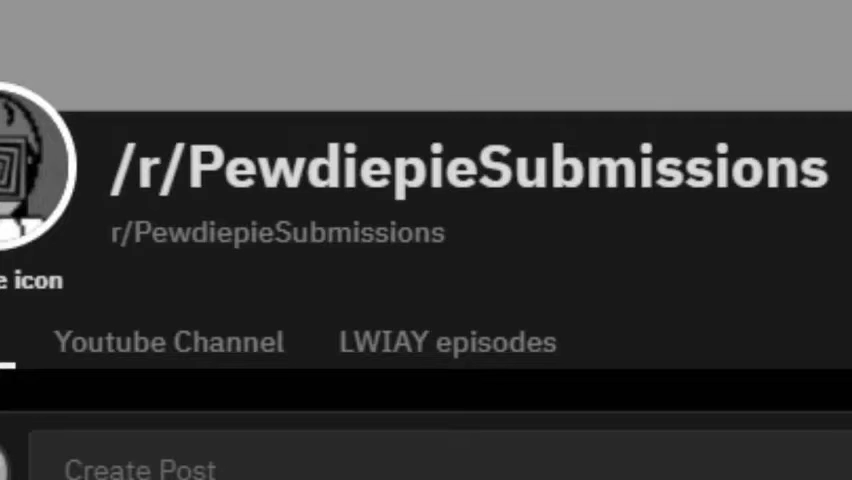 /r/PewdiepieSubmissions
r/PewdiepieSubmissions
e icon
Youtube Channel LWIAY episodes
Create Post